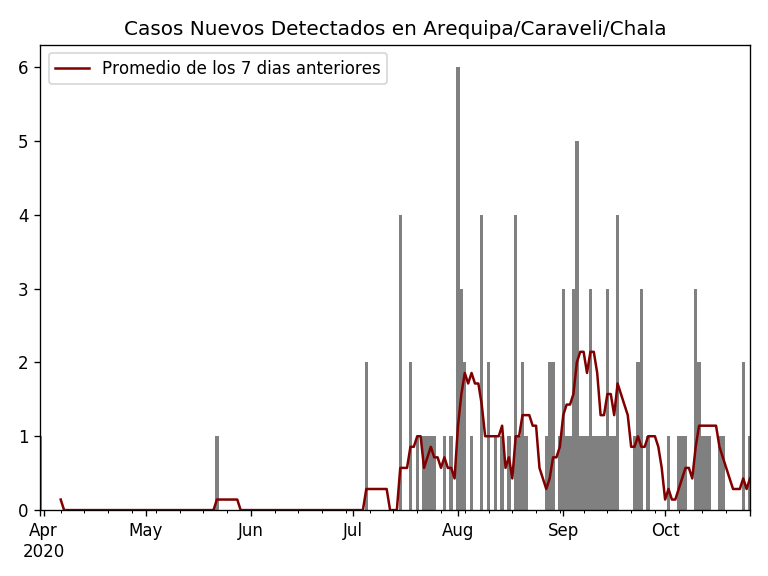 Casos Nuevos Detectados en Arequipa/Caraveli/Chala
Promedio de los 7 dias anteriores
6
5
4
3
2
1
0
Apr May Jun Jul Aug Sep Oct
2020